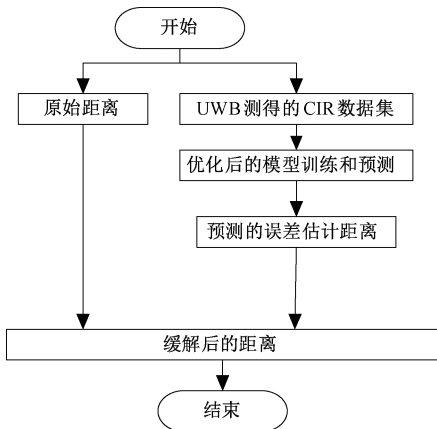 开始
原始距离
UWB测得的CIR数据集
优化后的模型训练和预测
预测的误差估计距离
缓解后的距离
结束